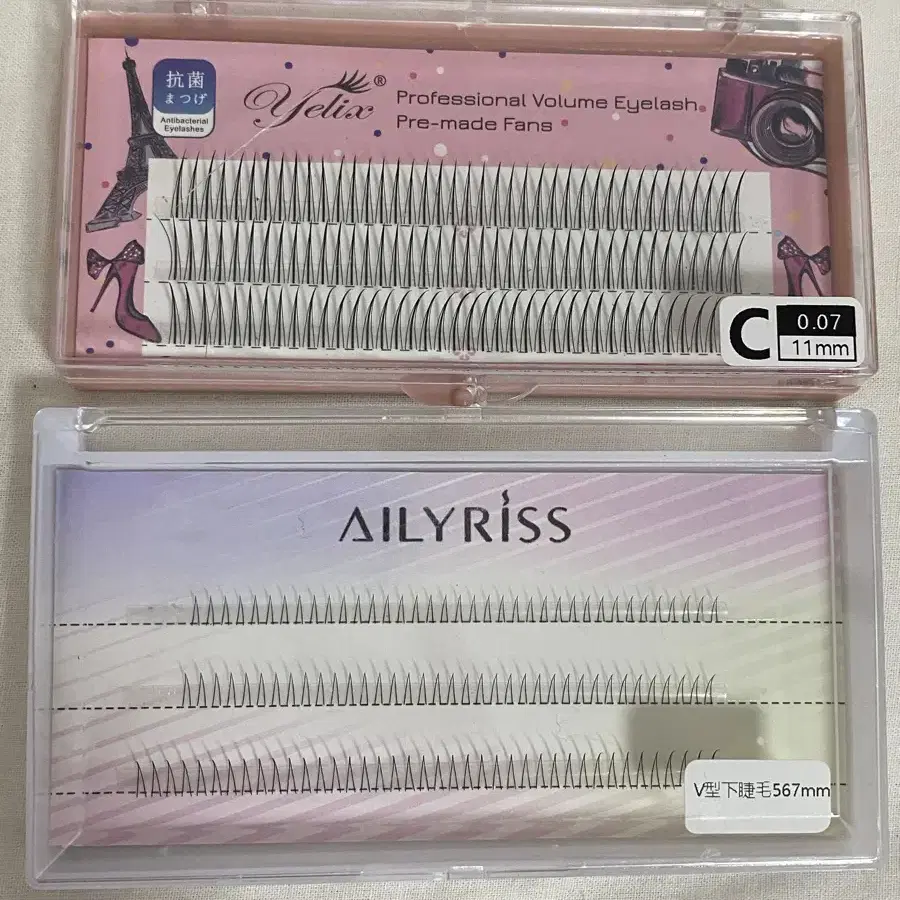 抗菌
まつげ
Antibacterial
Eyelashes
Yelix®
Professional Volume Eyelash
Pre-made Fans
C
0.07
11mm
AILYRISS
V型下睫毛567mm